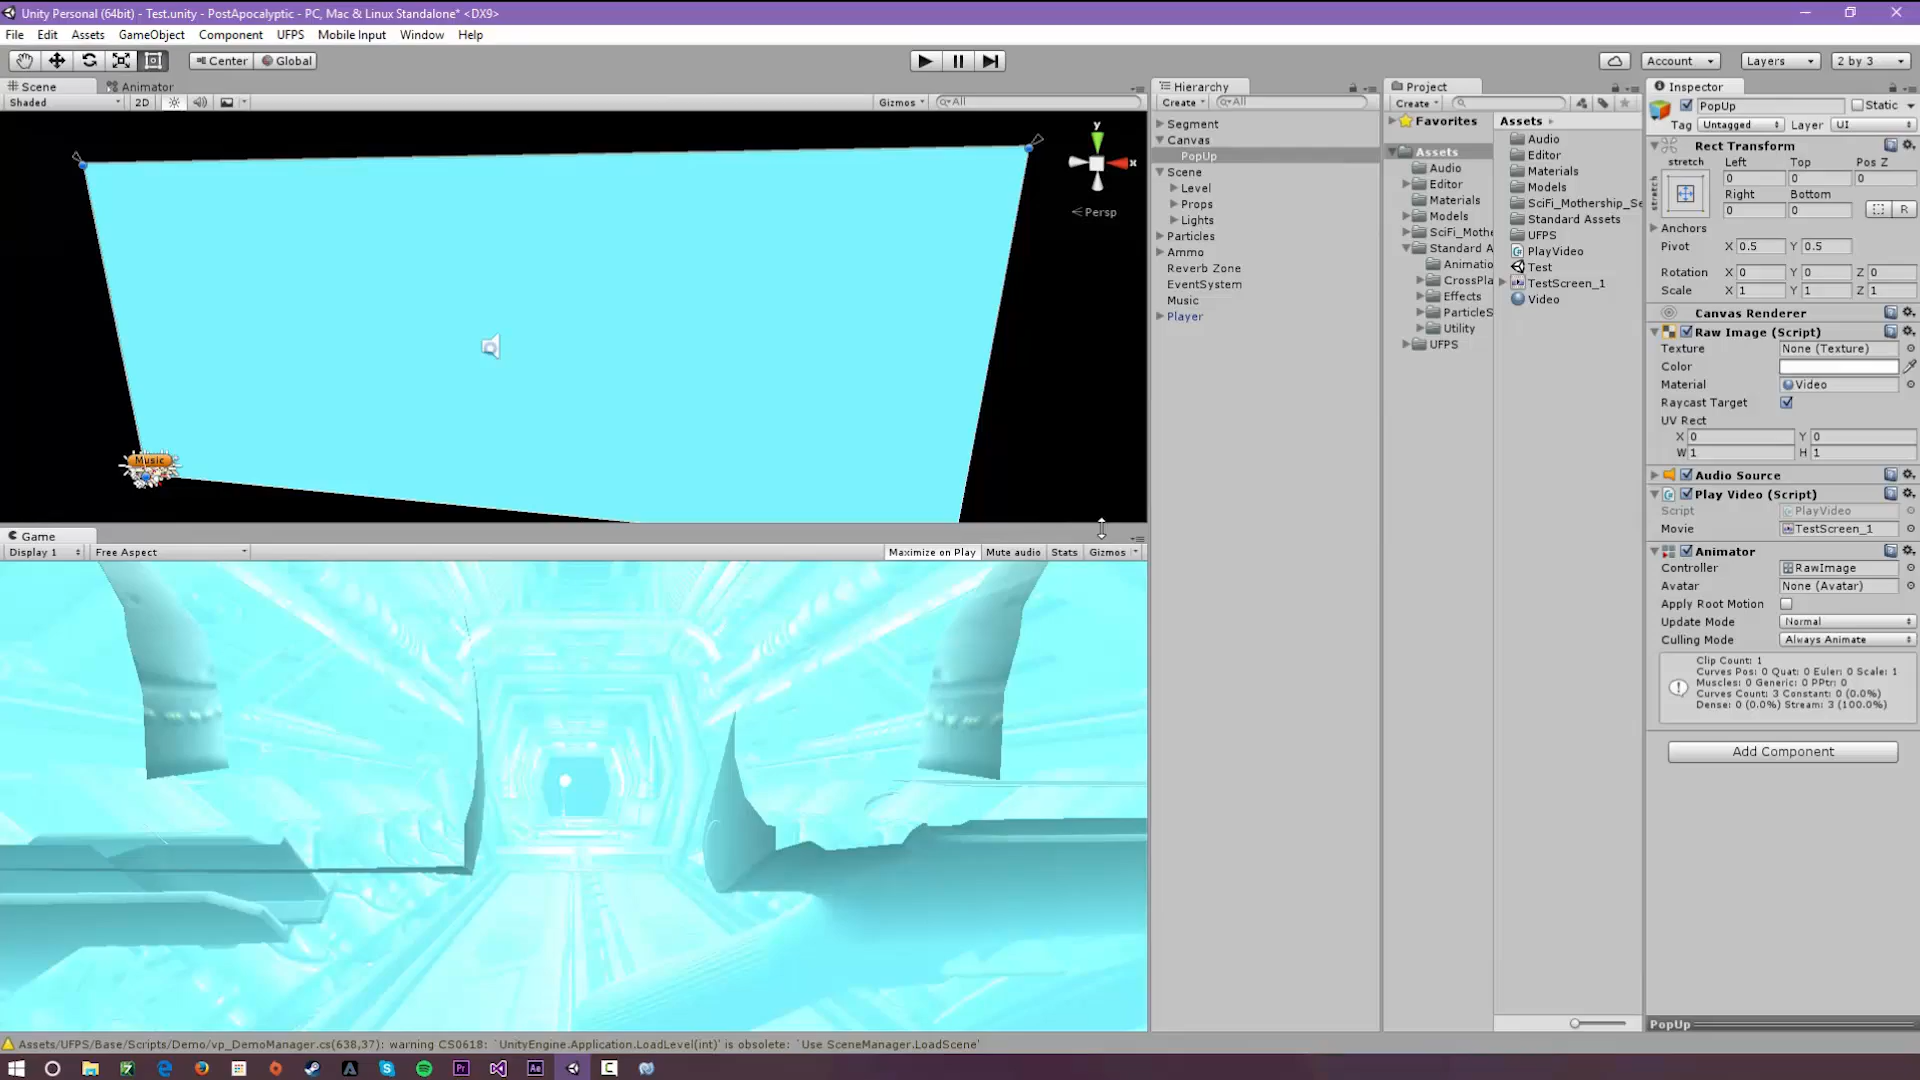 Unity Personal (64bit) - Test.unity - PostApocalyptic - PC, Mac & Linux Standalone* <DX9>
File Edit Assets GameObject Component UFPS Mobile Input Window Help
Center Global Account Layers 2 by 3
Scene Animator
Shaded 2D Gizmos All
y
x
Persp
Music
Game
Display 1 Free Aspect Maximize on Play Mute audio Stats Gizmos
Hierarchy
Create All
Segment
Canvas
PopUp
Scene
Level
Props
Lights
Particles
Ammo
Reverb Zone
EventSystem
Music
Player
Project
Create
Favorites
Assets
Audio
Editor
Materials
Models
SciFi_Mothe
Standard A
Animatio
CrossPla
Effects
ParticleS
Utility
UFPS
Assets
Audio
Editor
Materials
Models
SciFi_Mothership_Se
Standard Assets
UFPS
PlayVideo
Test
TestScreen_1
Video
Inspector
PopUp Static
Tag Untagged Layer UI
Rect Transform
stretch Left Top Pos Z
stretch 0 0 0
Right Bottom
0 0 R
Anchors
Pivot X 0.5 Y 0.5
Rotation X 0 Y 0 Z 0
Scale X 1 Y 1 Z 1
Canvas Renderer
Raw Image (Script)
Texture None (Texture)
Color
Material Video
Raycast Target
UV Rect
X 0 Y 0
W 1 H 1
Audio Source
Play Video (Script)
Script PlayVideo
Movie TestScreen_1
Animator
Controller RawImage
Avatar None (Avatar)
Apply Root Motion
Update Mode Normal
Culling Mode Always Animate
Clip Count: 1
Curves Pos: 0 Quat: 0 Euler: 0 Scale: 1
Muscles: 0 Generic: 0 PPtr: 0
Curves Count: 3 Constant: 0 (0.0%)
Dense: 0 (0.0%) Stream: 3 (100.0%)
Add Component
PopUp
Assets/UFPS/Base/Scripts/Demo/vp_DemoManager.cs(638,37): warning CS0618: `UnityEngine.Application.LoadLevel(int)' is obsolete: `Use SceneManager.LoadScene'
Pr Ae